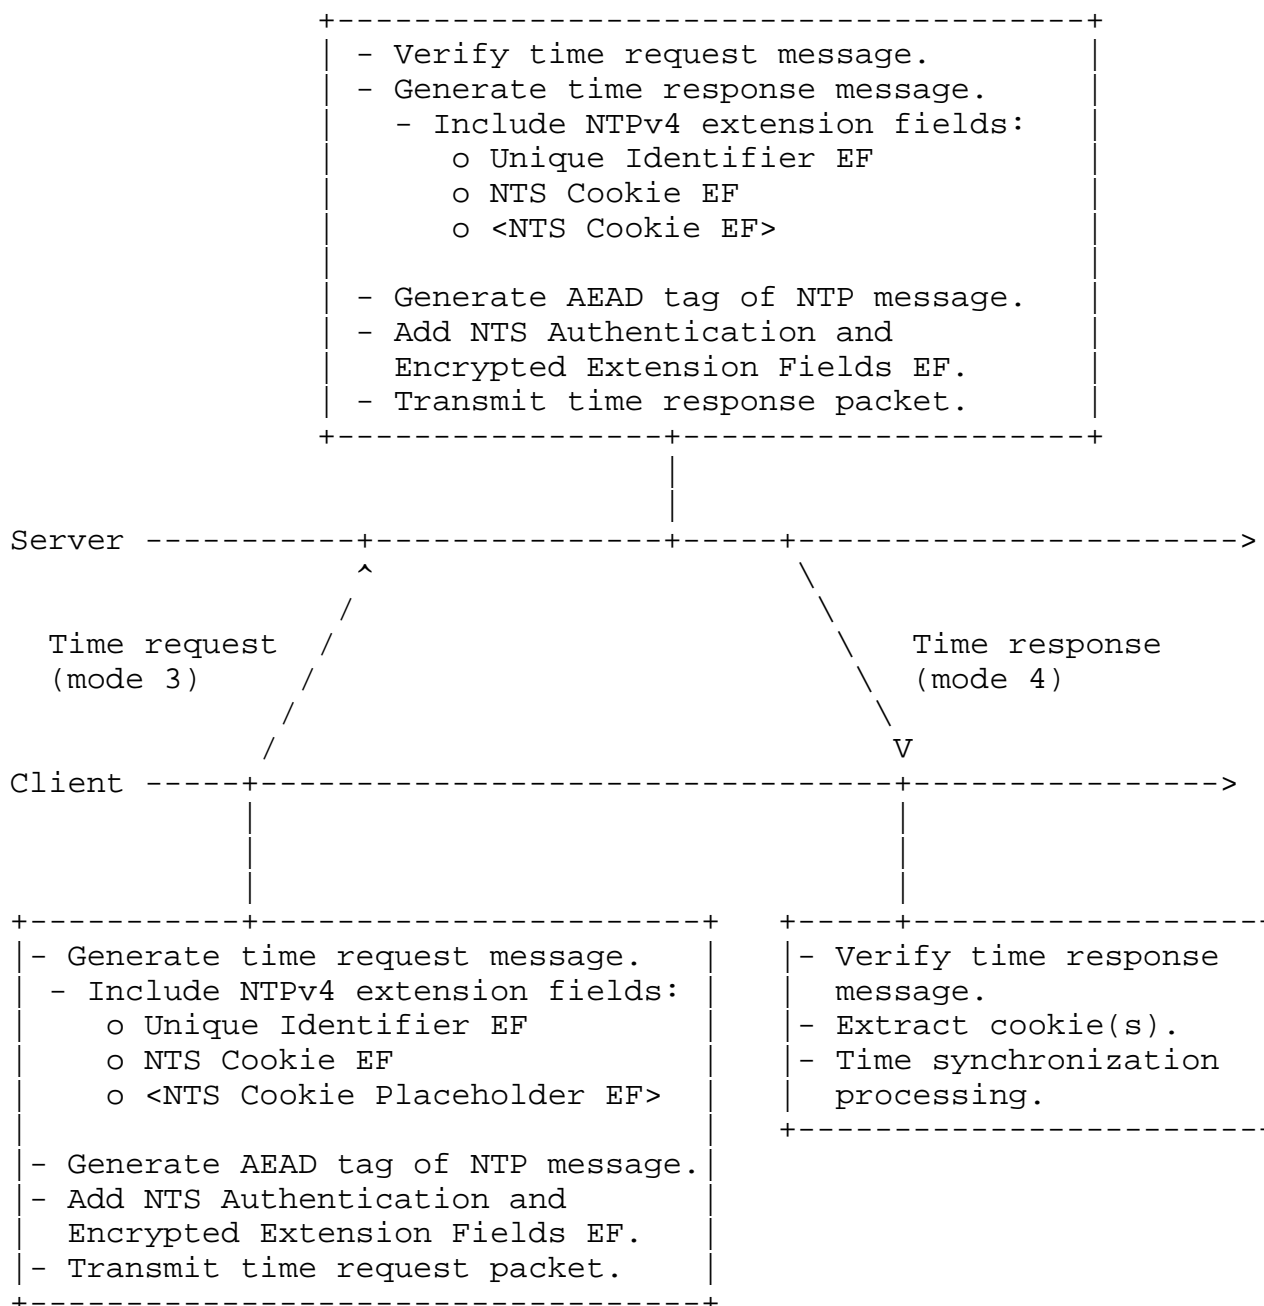 - Verify time request message.
- Generate time response message.
- Include NTPv4 extension fields:
o Unique Identifier EF
o NTS Cookie EF
o <NTS Cookie EF>
- Generate AEAD tag of NTP message.
- Add NTS Authentication and
Encrypted Extension Fields EF.
- Transmit time response packet.
Server
Time request
(mode 3)
Time response
(mode 4)
Client
- Generate time request message.
- Include NTPv4 extension fields:
o Unique Identifier EF
o NTS Cookie EF
o <NTS Cookie Placeholder EF>
- Generate AEAD tag of NTP message.
- Add NTS Authentication and
Encrypted Extension Fields EF.
- Transmit time request packet.
- Verify time response
message.
- Extract cookie(s).
- Time synchronization
processing.